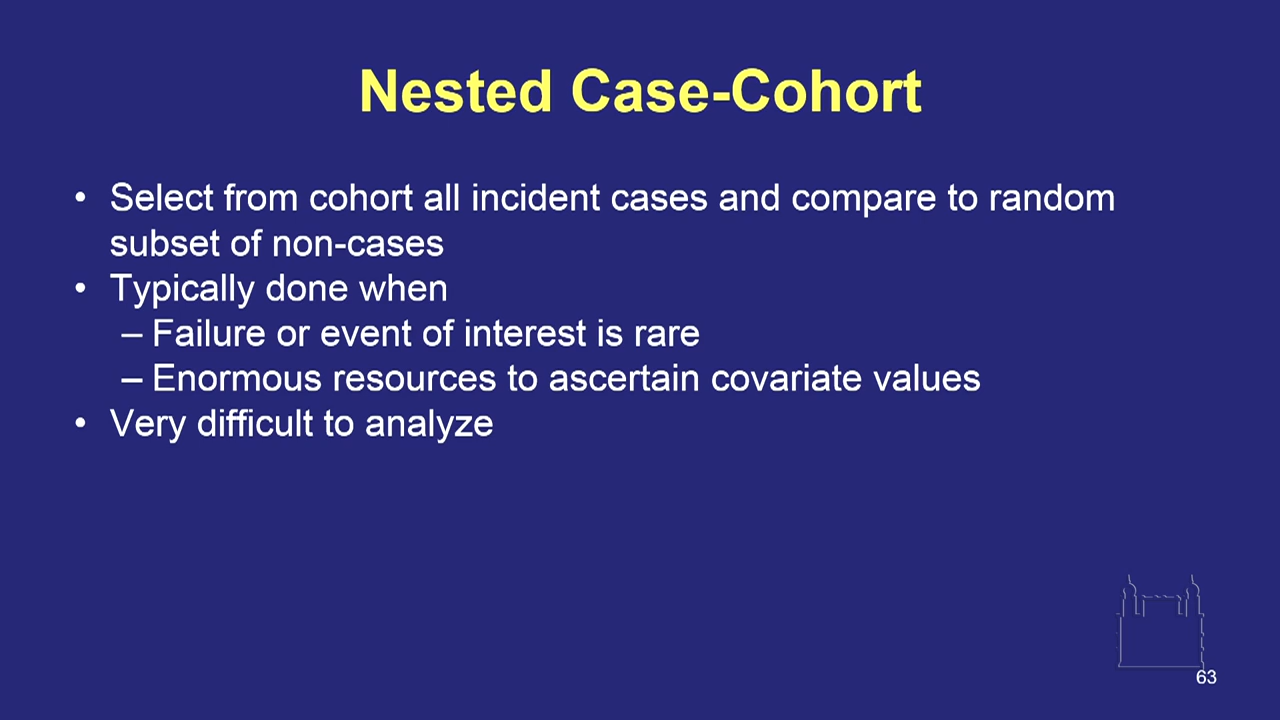 Nested Case-Cohort
• Select from cohort all incident cases and compare to random
subset of non-cases
• Typically done when
– Failure or event of interest is rare
– Enormous resources to ascertain covariate values
• Very difficult to analyze
63